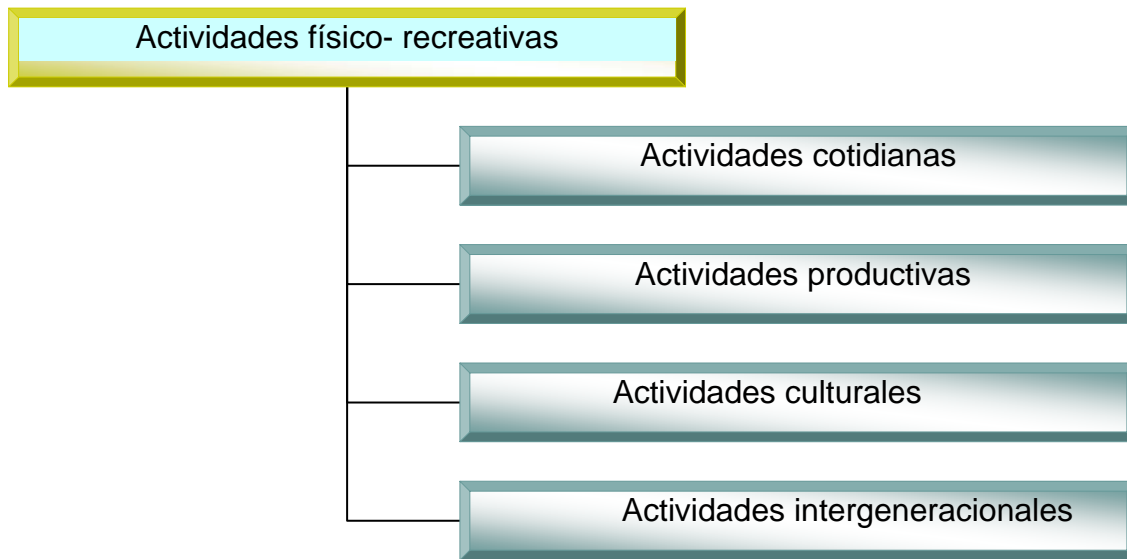 Actividades físico- recreativas
Actividades cotidianas
Actividades productivas
Actividades culturales
Actividades intergeneracionales